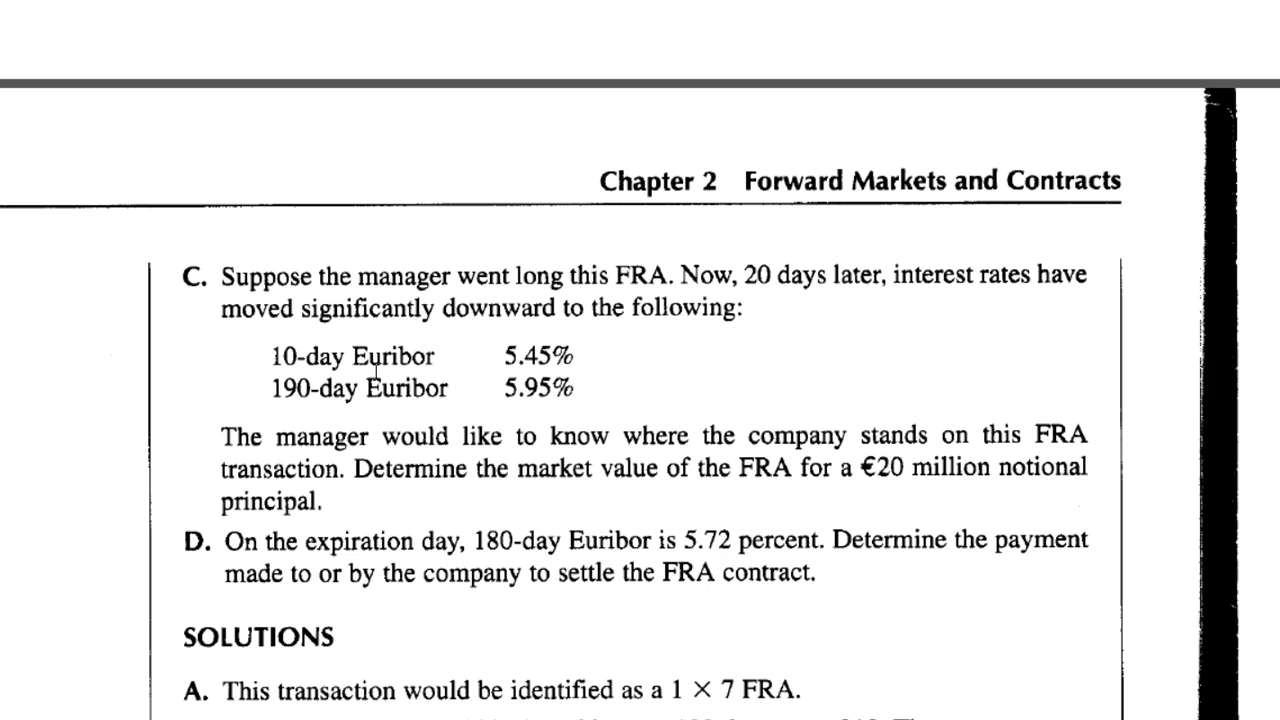 Chapter 2 Forward Markets and Contracts
C. Suppose the manager went long this FRA. Now, 20 days later, interest rates have
moved significantly downward to the following:
10-day Euribor 5.45%
190-day Euribor 5.95%
The manager would like to know where the company stands on this FRA
transaction. Determine the market value of the FRA for a €20 million notional
principal.
D. On the expiration day, 180-day Euribor is 5.72 percent. Determine the payment
made to or by the company to settle the FRA contract.
SOLUTIONS
A. This transaction would be identified as a 1 × 7 FRA.